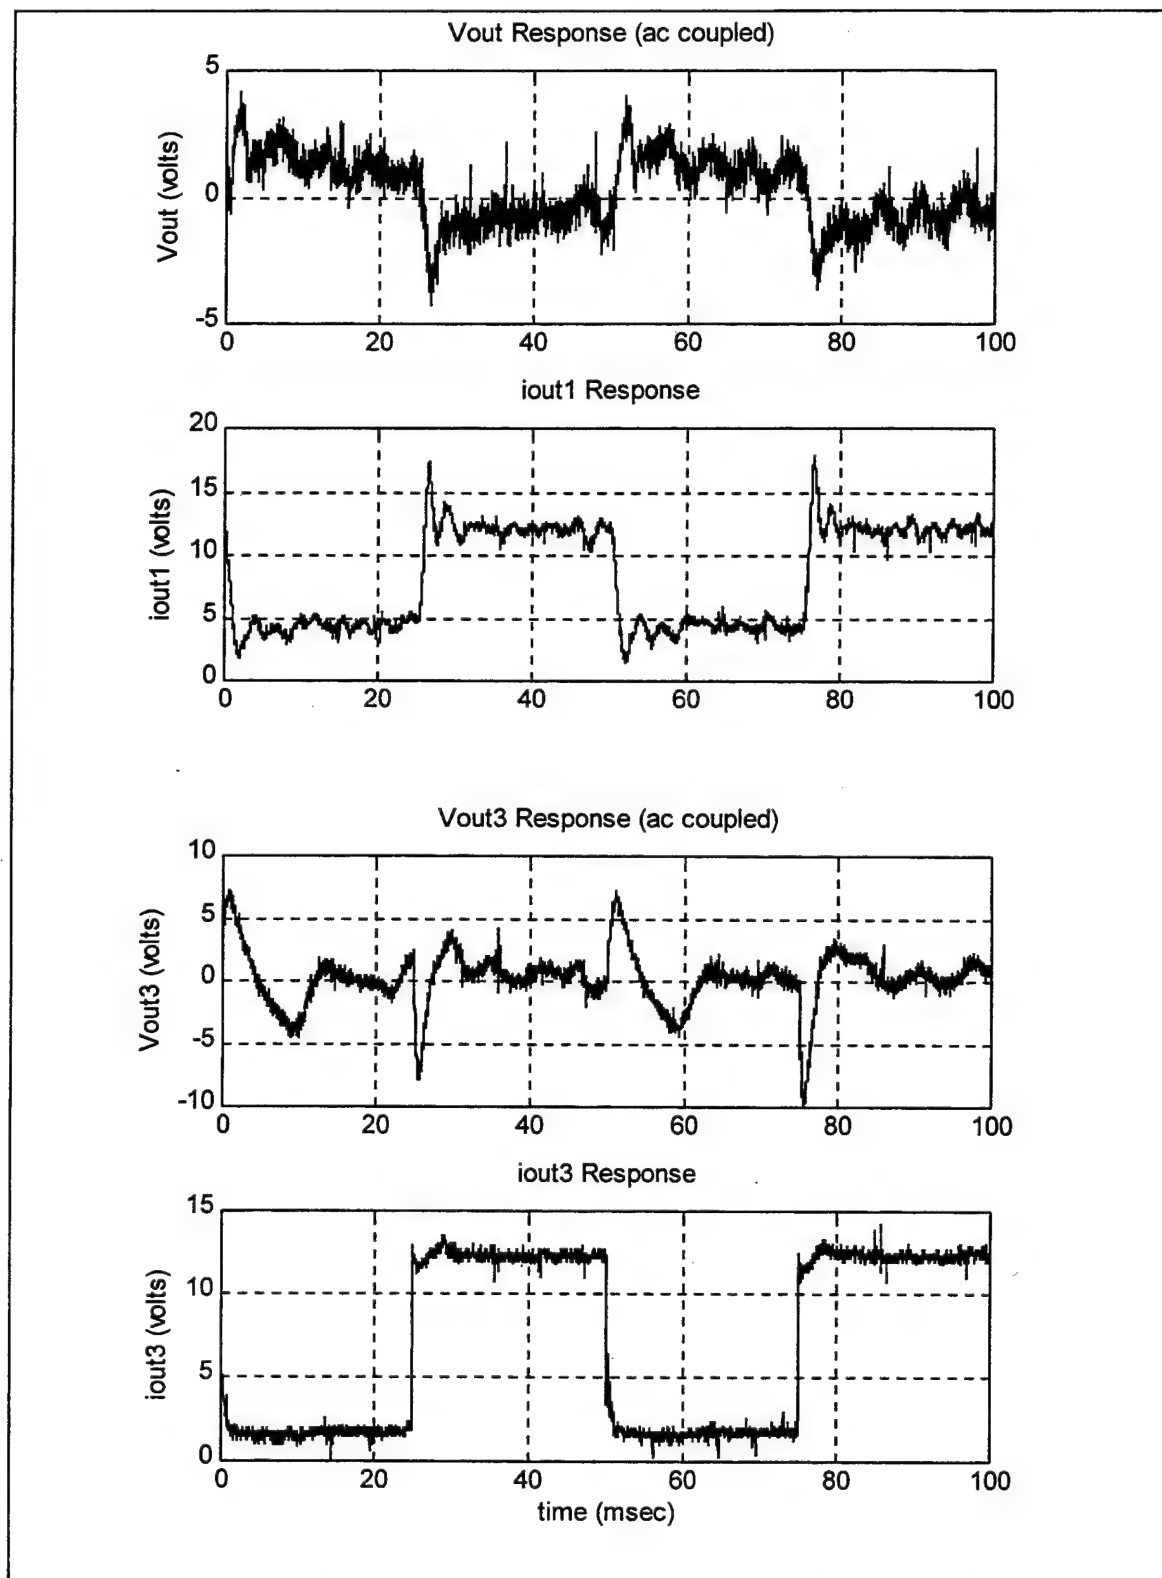 Vout Response (ac coupled)
5
0
-5
Vout (volts)
0 20 40 60 80 100
iout1 Response
20
15
10
5
0
iout1 (volts)
0 20 40 60 80 100
Vout3 Response (ac coupled)
10
5
0
-5
-10
Vout3 (volts)
0 20 40 60 80 100
iout3 Response
15
10
5
0
iout3 (volts)
0 20 40 60 80 100
time (msec)